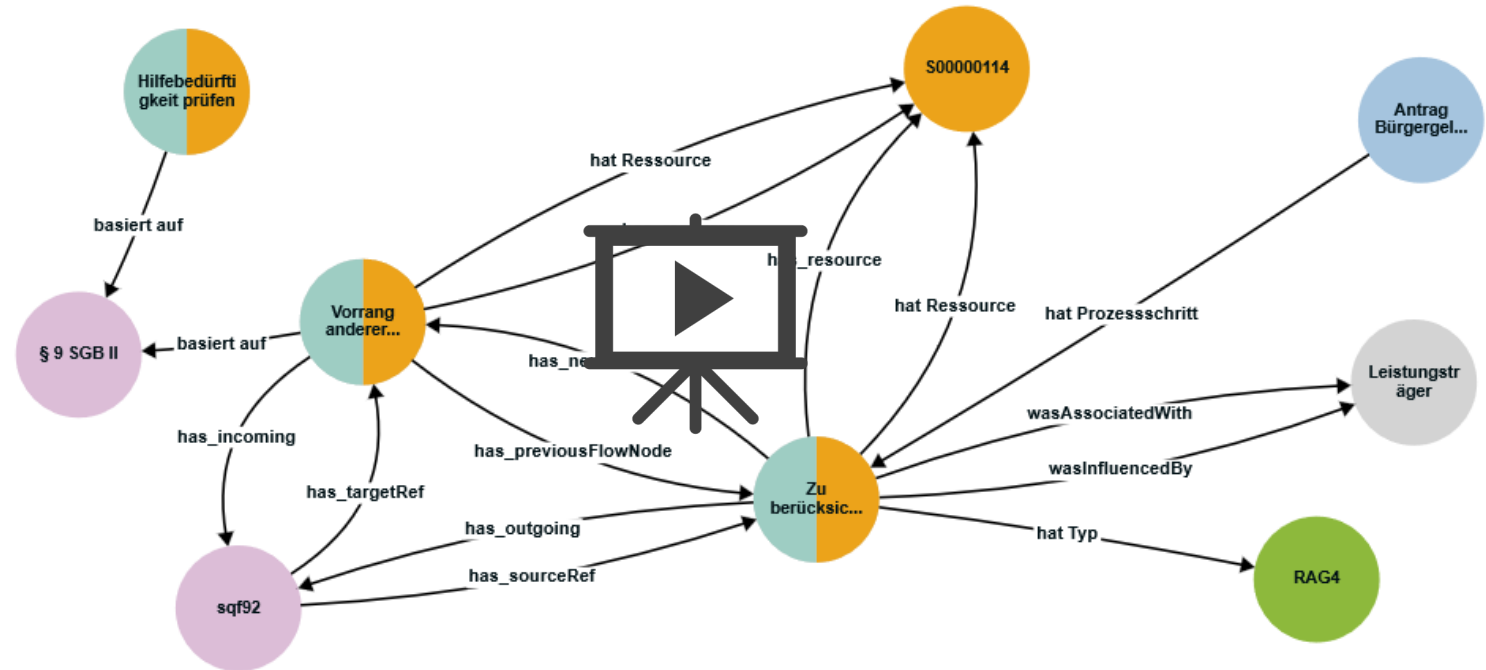 S00000114
Hilfebedürfti
gkeit prüfen
Antrag
Bürgergel...
hat Ressource
basiert auf
has_resource
hat Ressource
hat Prozessschritt
Vorrang
anderer...
§ 9 SGB II
basiert auf
Leistungstr
äger
wasAssociatedWith
has_incoming
has_previousFlowNode
wasInfluencedBy
has_targetRef
Zu
berücksic...
has_outgoing
hat Typ
has_sourceRef
RAG4
sqf92